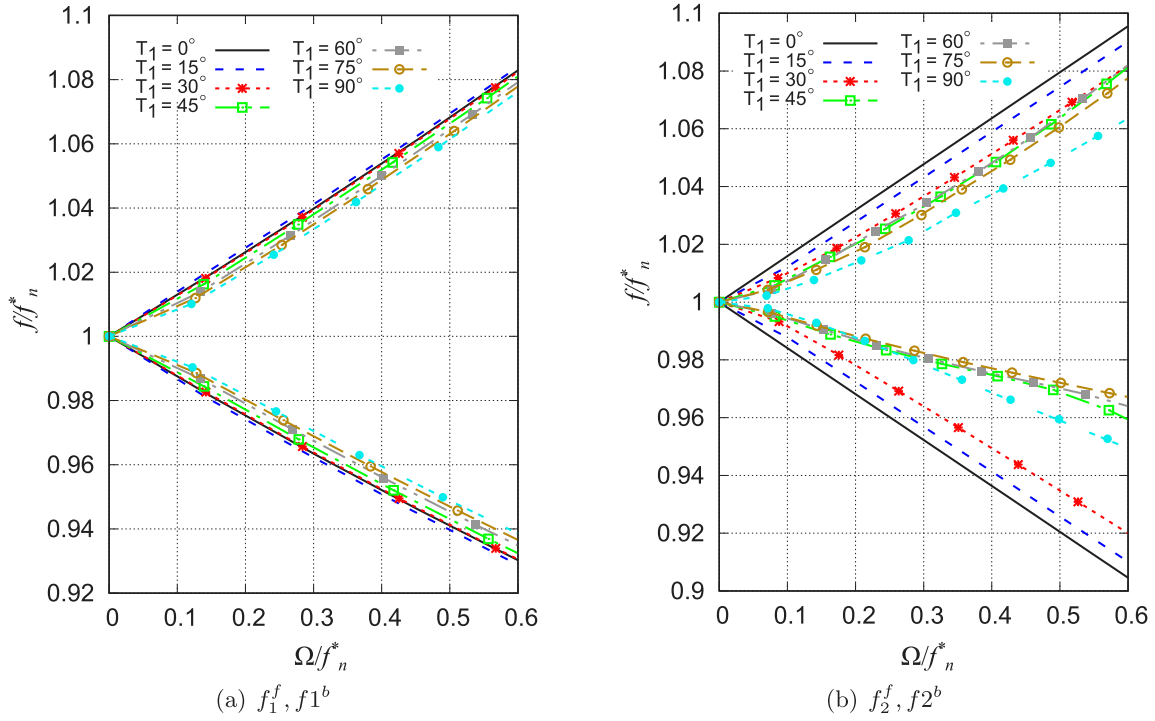 1.1
1.08
1.06
1.04
1.02
1
0.98
0.96
0.94
0.92
f/f*n
T1 = 0°
T1 = 15°
T1 = 30°
T1 = 45°
T1 = 60°
T1 = 75°
T1 = 90°
0 0.1 0.2 0.3 0.4 0.5 0.6
Ω/f*n
(a) f1^f, f1^b
1.1
1.08
1.06
1.04
1.02
1
0.98
0.96
0.94
0.92
0.9
f/f*n
T1 = 0°
T1 = 15°
T1 = 30°
T1 = 45°
T1 = 60°
T1 = 75°
T1 = 90°
0 0.1 0.2 0.3 0.4 0.5 0.6
Ω/f*n
(b) f2^f, f2^b